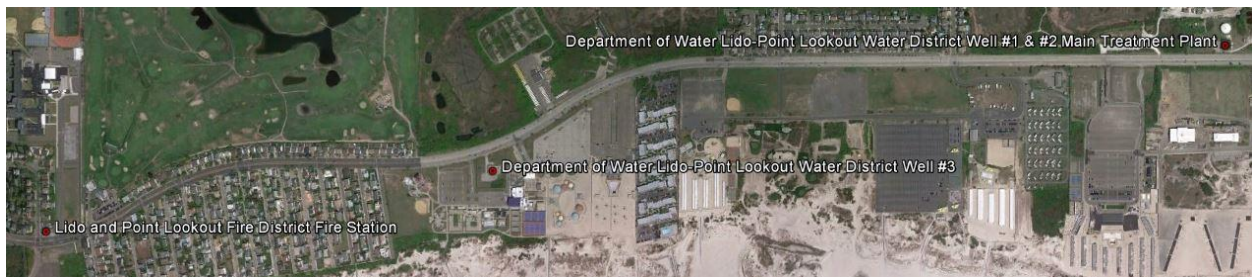 Department of Water Lido-Point Lookout Water District Well #1 & #2 Main Treatment Plant
Department of Water Lido-Point Lookout Water District Well #3
Lido and Point Lookout Fire District Fire Station